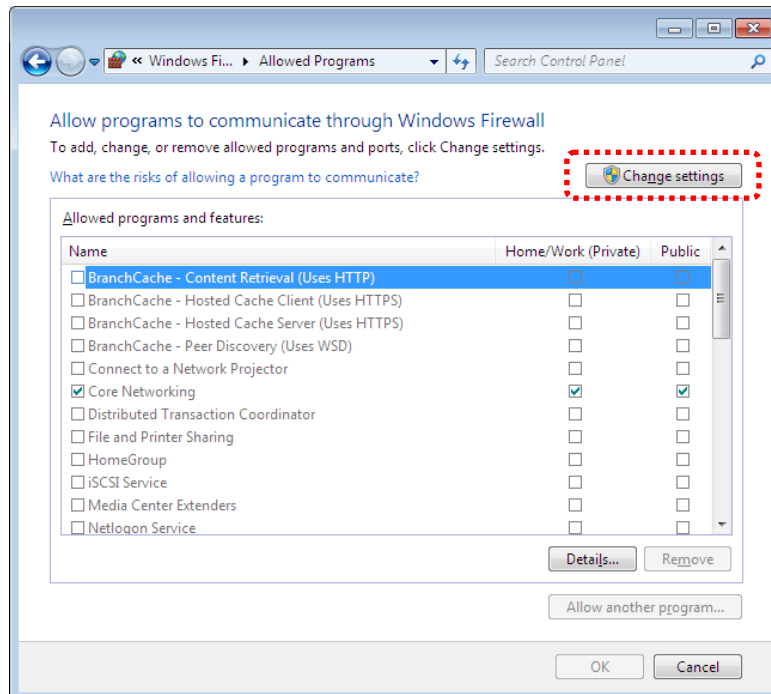 « Windows Fi... ▸ Allowed Programs
Search Control Panel
Allow programs to communicate through Windows Firewall
To add, change, or remove allowed programs and ports, click Change settings.
What are the risks of allowing a program to communicate?
Change settings
Allowed programs and features:
Name Home/Work (Private) Public
BranchCache - Content Retrieval (Uses HTTP)
BranchCache - Hosted Cache Client (Uses HTTPS)
BranchCache - Hosted Cache Server (Uses HTTPS)
BranchCache - Peer Discovery (Uses WSD)
Connect to a Network Projector
Core Networking
Distributed Transaction Coordinator
File and Printer Sharing
HomeGroup
iSCSI Service
Media Center Extenders
Netlogon Service
Details... Remove
Allow another program...
OK Cancel